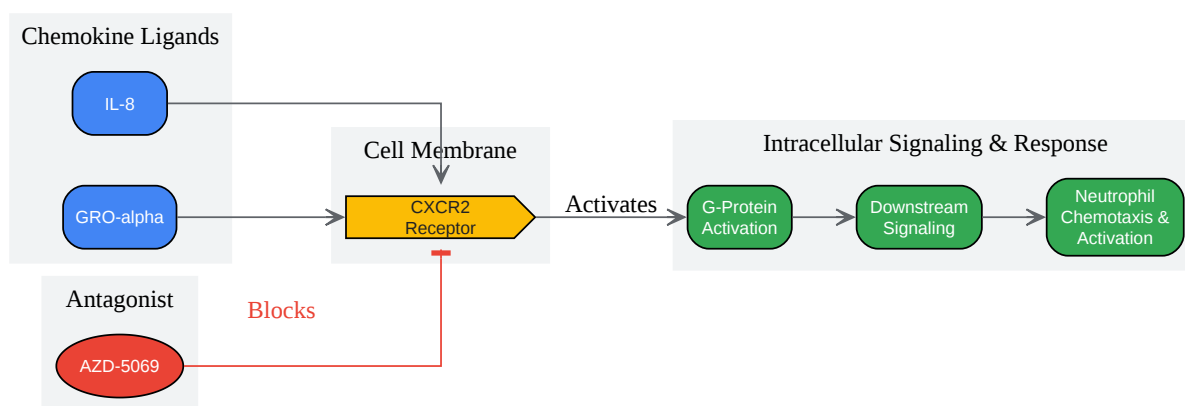 Chemokine Ligands
IL-8
GRO-alpha
Antagonist
AZD-5069
Blocks
Cell Membrane
CXCR2
Receptor
Activates
Intracellular Signaling & Response
G-Protein
Activation
Downstream
Signaling
Neutrophil
Chemotaxis &
Activation